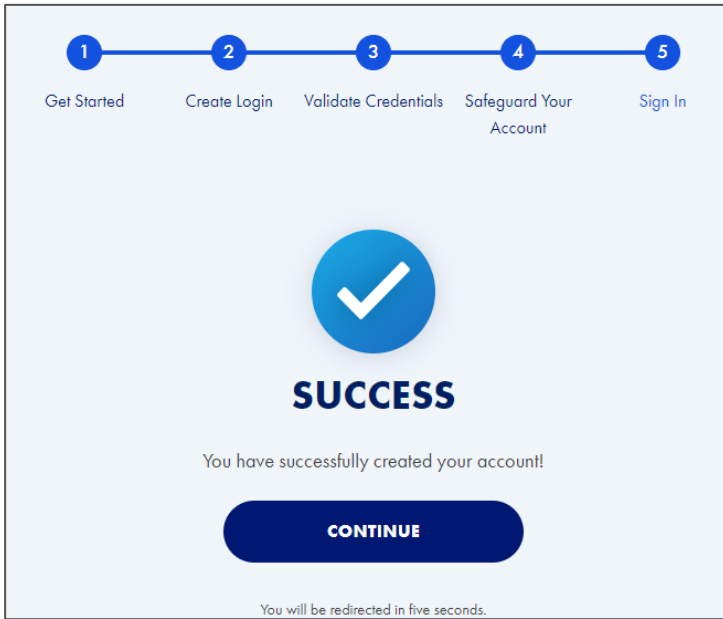 1 2 3 4 5
Get Started Create Login Validate Credentials Safeguard Your Sign In
Account
SUCCESS
You have successfully created your account!
CONTINUE
You will be redirected in five seconds.